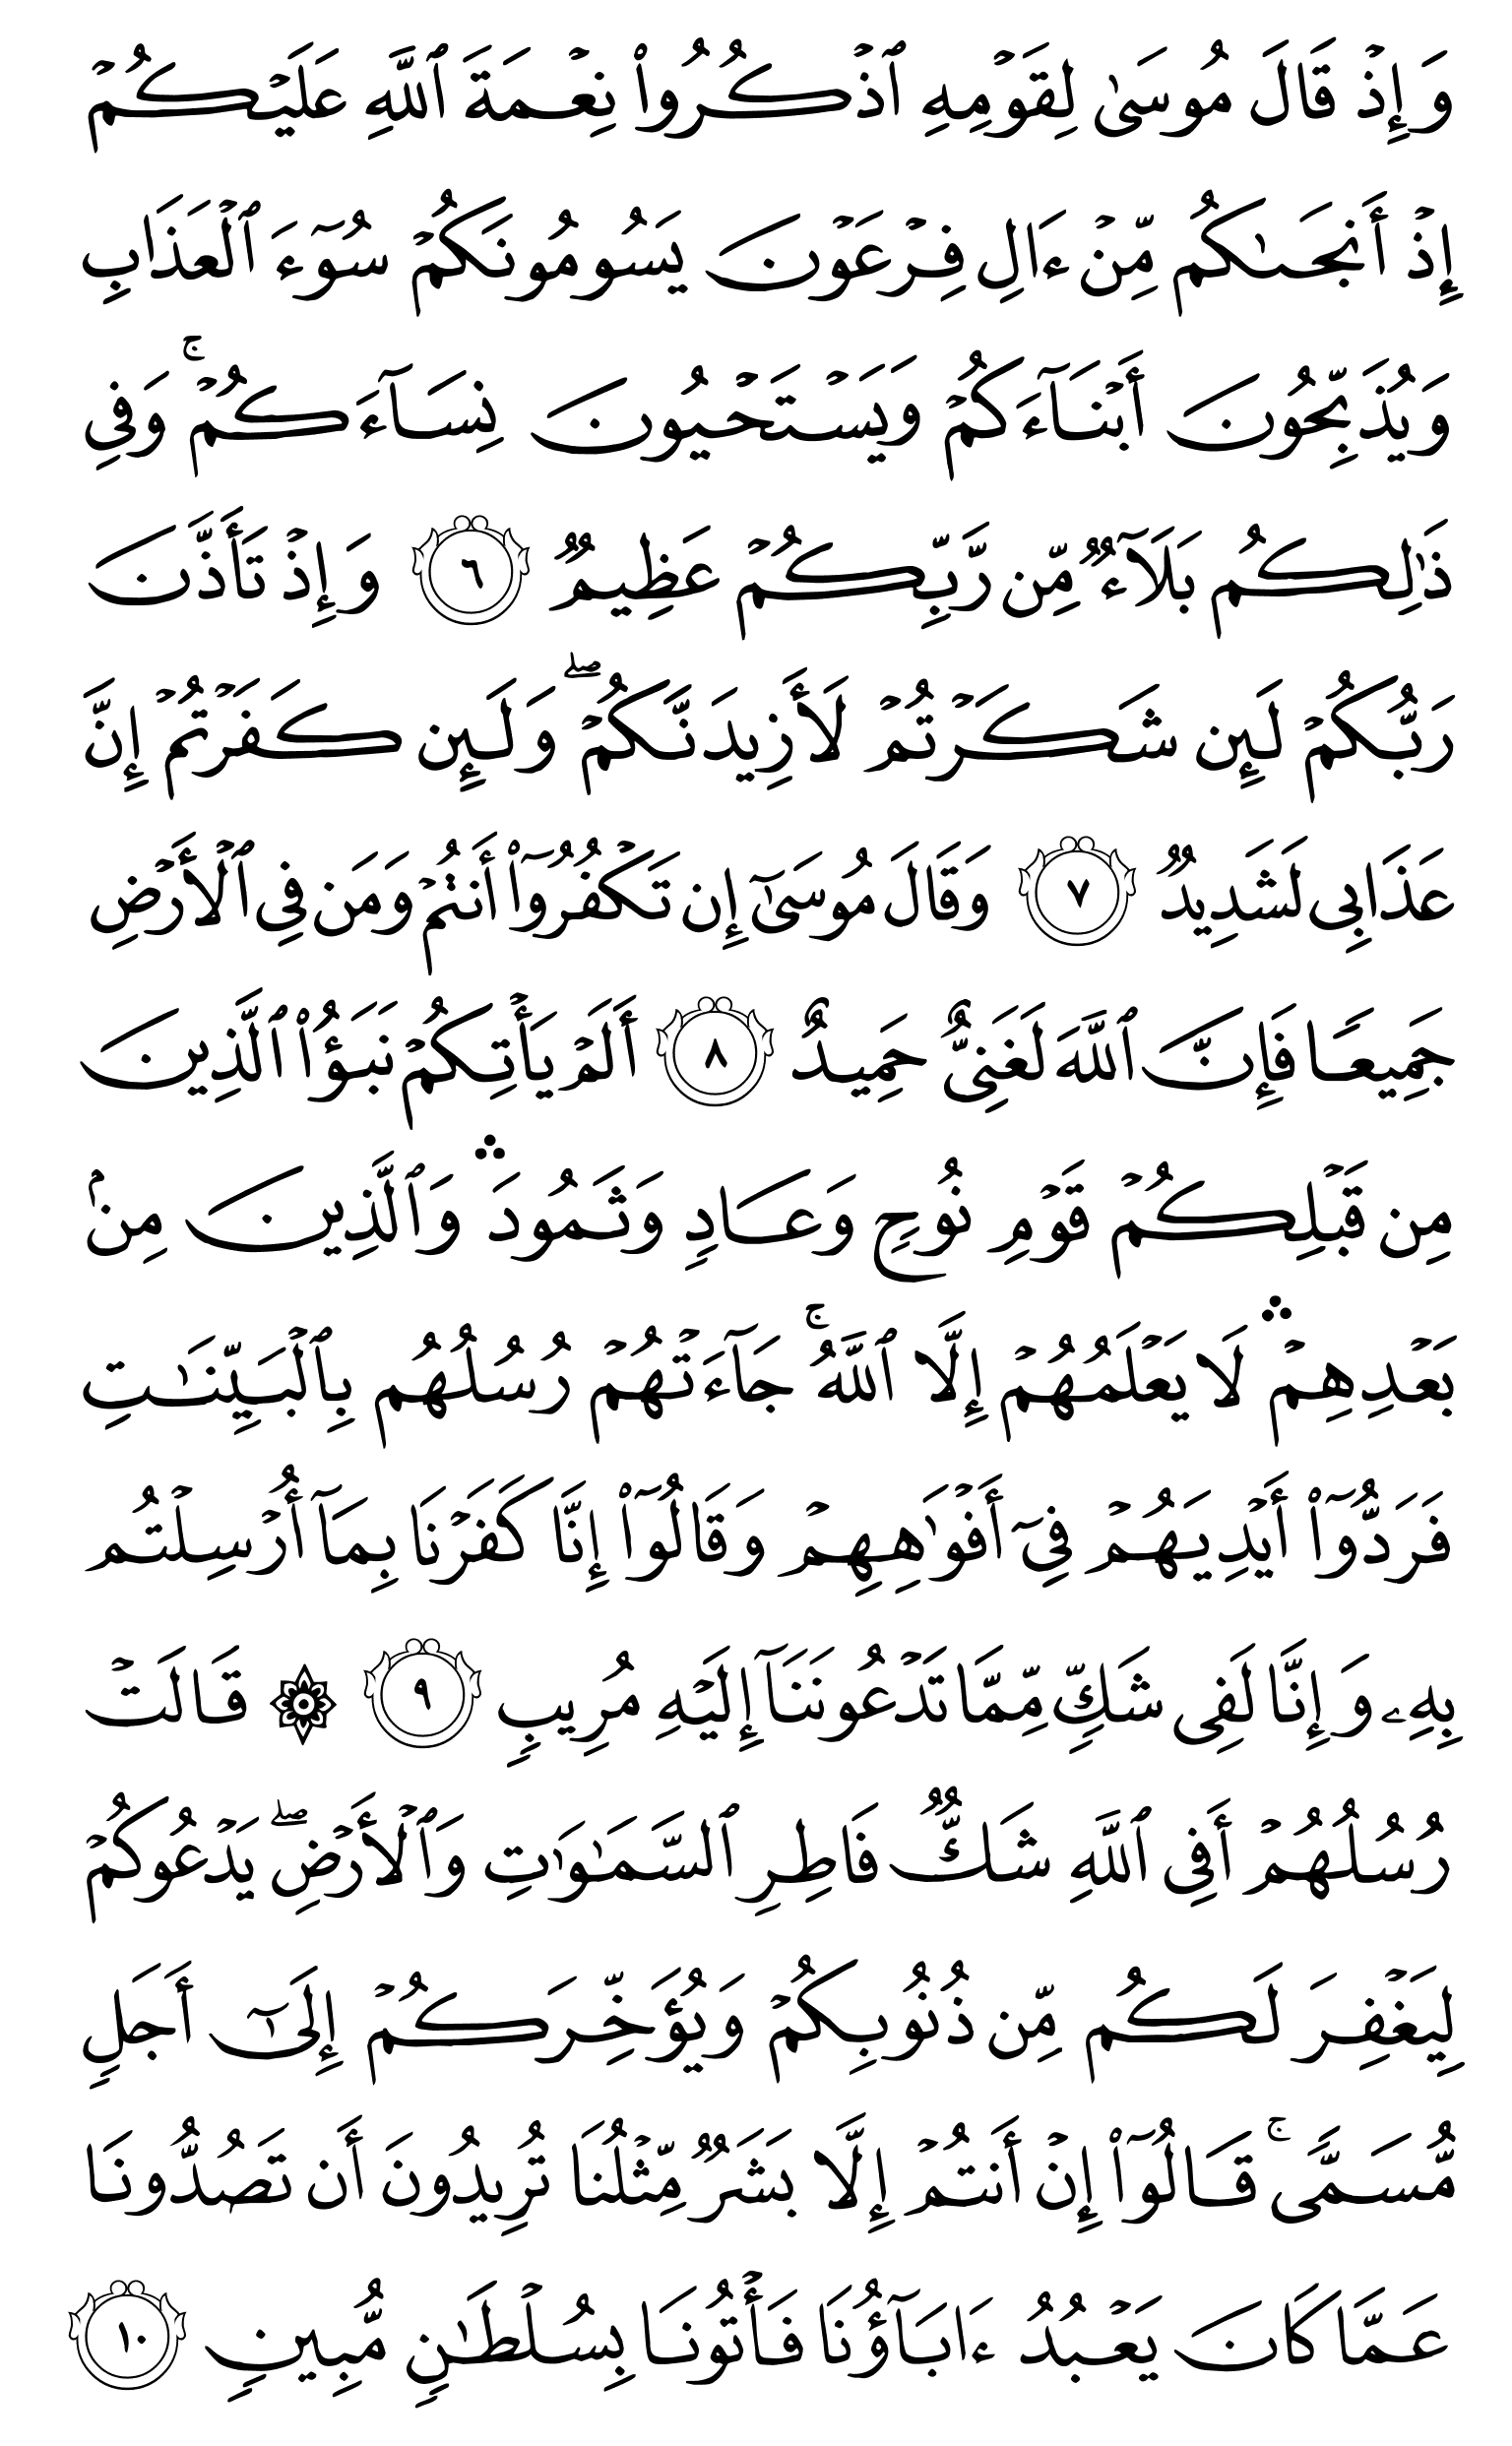 وَإِذۡ قَالَ مُوسَىٰ لِقَوۡمِهِ ٱذۡكُرُواْ نِعۡمَةَ ٱللَّهِ عَلَيۡكُمۡ
إِذۡ أَنجَىٰكُم مِّنۡ ءَالِ فِرۡعَوۡنَ يَسُومُونَكُمۡ سُوٓءَ ٱلۡعَذَابِ
وَيُذَبِّحُونَ أَبۡنَآءَكُمۡ وَيَسۡتَحۡيُونَ نِسَآءَكُمۡۚ وَفِي
ذَٰلِكُم بَلَآءٞ مِّن رَّبِّكُمۡ عَظِيمٞ ٦ وَإِذۡ تَأَذَّنَ
رَبُّكُمۡ لَئِن شَكَرۡتُمۡ لَأَزِيدَنَّكُمۡۖ وَلَئِن كَفَرۡتُمۡ إِنَّ
عَذَابِي لَشَدِيدٞ ٧ وَقَالَ مُوسَىٰٓ إِن تَكۡفُرُوٓاْ أَنتُمۡ وَمَن فِي ٱلۡأَرۡضِ
جَمِيعٗا فَإِنَّ ٱللَّهَ لَغَنِيٌّ حَمِيدٌ ٨ أَلَمۡ يَأۡتِكُمۡ نَبَؤُاْ ٱلَّذِينَ
مِن قَبۡلِكُمۡ قَوۡمِ نُوحٖ وَعَادٖ وَثَمُودَۛ وَٱلَّذِينَ مِنۢ
بَعۡدِهِمۡۛ لَا يَعۡلَمُهُمۡ إِلَّا ٱللَّهُۚ جَآءَتۡهُمۡ رُسُلُهُم بِٱلۡبَيِّنَٰتِ
فَرَدُّوٓاْ أَيۡدِيَهُمۡ فِيٓ أَفۡوَٰهِهِمۡ وَقَالُوٓاْ إِنَّا كَفَرۡنَا بِمَآ أُرۡسِلۡتُم
بِهِۦ وَإِنَّا لَفِي شَكّٖ مِّمَّا تَدۡعُونَنَآ إِلَيۡهِ مُرِيبٖ ٩ ۞ قَالَتۡ
رُسُلُهُمۡ أَفِي ٱللَّهِ شَكّٞ فَاطِرِ ٱلسَّمَٰوَٰتِ وَٱلۡأَرۡضِۖ يَدۡعُوكُمۡ
لِيَغۡفِرَ لَكُم مِّن ذُنُوبِكُمۡ وَيُؤَخِّرَكُمۡ إِلَىٰٓ أَجَلٖ
مُّسَمّٗىۚ قَالُوٓاْ إِنۡ أَنتُمۡ إِلَّا بَشَرٞ مِّثۡلُنَا تُرِيدُونَ أَن تَصُدُّونَا
عَمَّا كَانَ يَعۡبُدُ ءَابَآؤُنَا فَأۡتُونَا بِسُلۡطَٰنٖ مُّبِينٖ ١٠